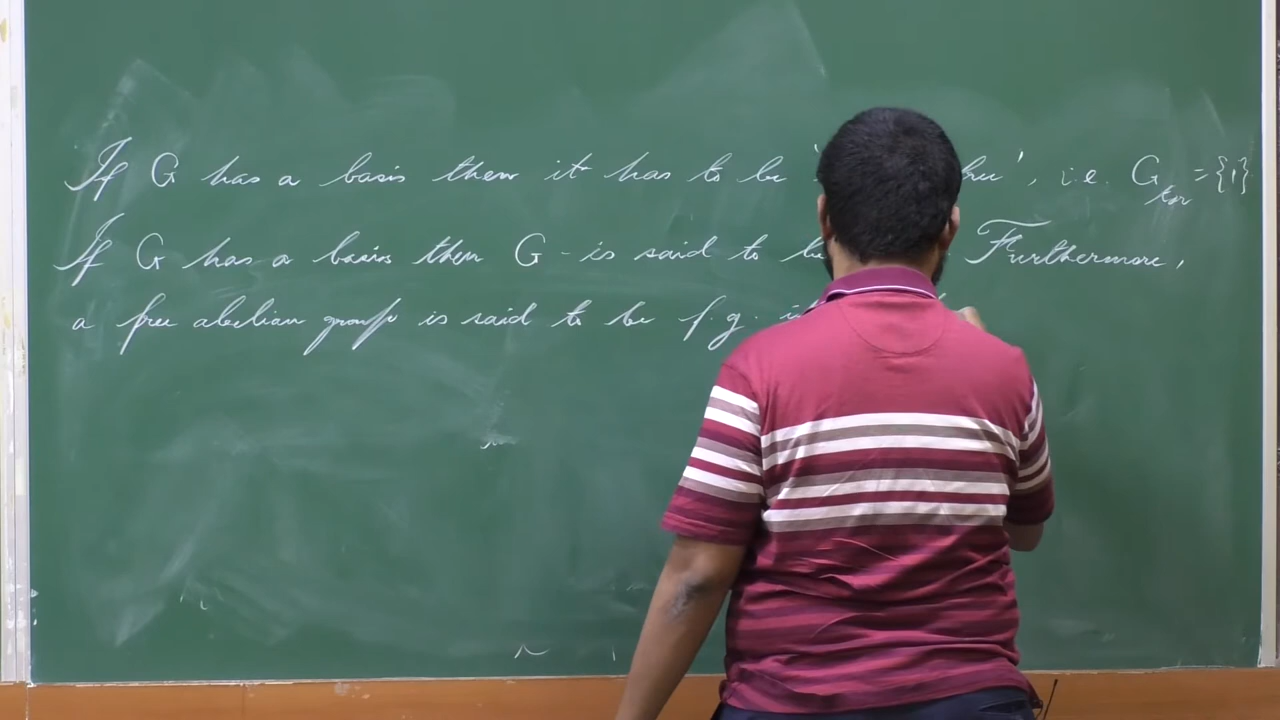 If G has a basis then it has to be ' free', i.e. G_tor = {1}
If G has a basis then G - is said to be Furthermore,
a free abelian group is said to be f.g. i